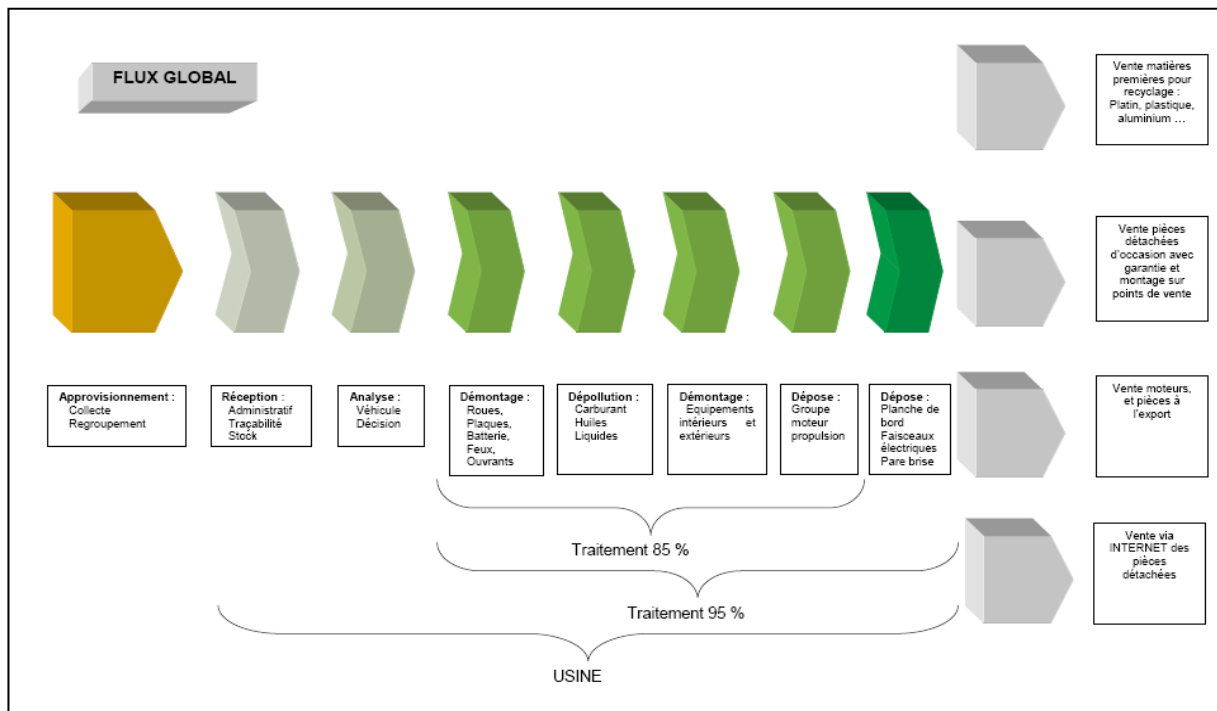 FLUX GLOBAL
Vente matières
premières pour
recyclage :
Platin, plastique,
aluminium ...
Vente pièces
détachées
d'occasion avec
garantie et
montage sur
points de vente
Approvisionnement :
Collecte
Regroupement
Réception :
Administratif
Traçabilité
Stock
Analyse :
Véhicule
Décision
Démontage :
Roues,
Plaques,
Batterie,
Feux,
Ouvrants
Dépollution :
Carburant
Huiles
Liquides
Démontage :
Equipements
intérieurs et
extérieurs
Dépose :
Groupe
moteur
propulsion
Dépose :
Planche de
bord
Faisceaux
électriques
Pare brise
Vente moteurs,
et pièces à
l'export
Traitement 85 %
Vente via
INTERNET des
pièces
détachées
Traitement 95 %
USINE